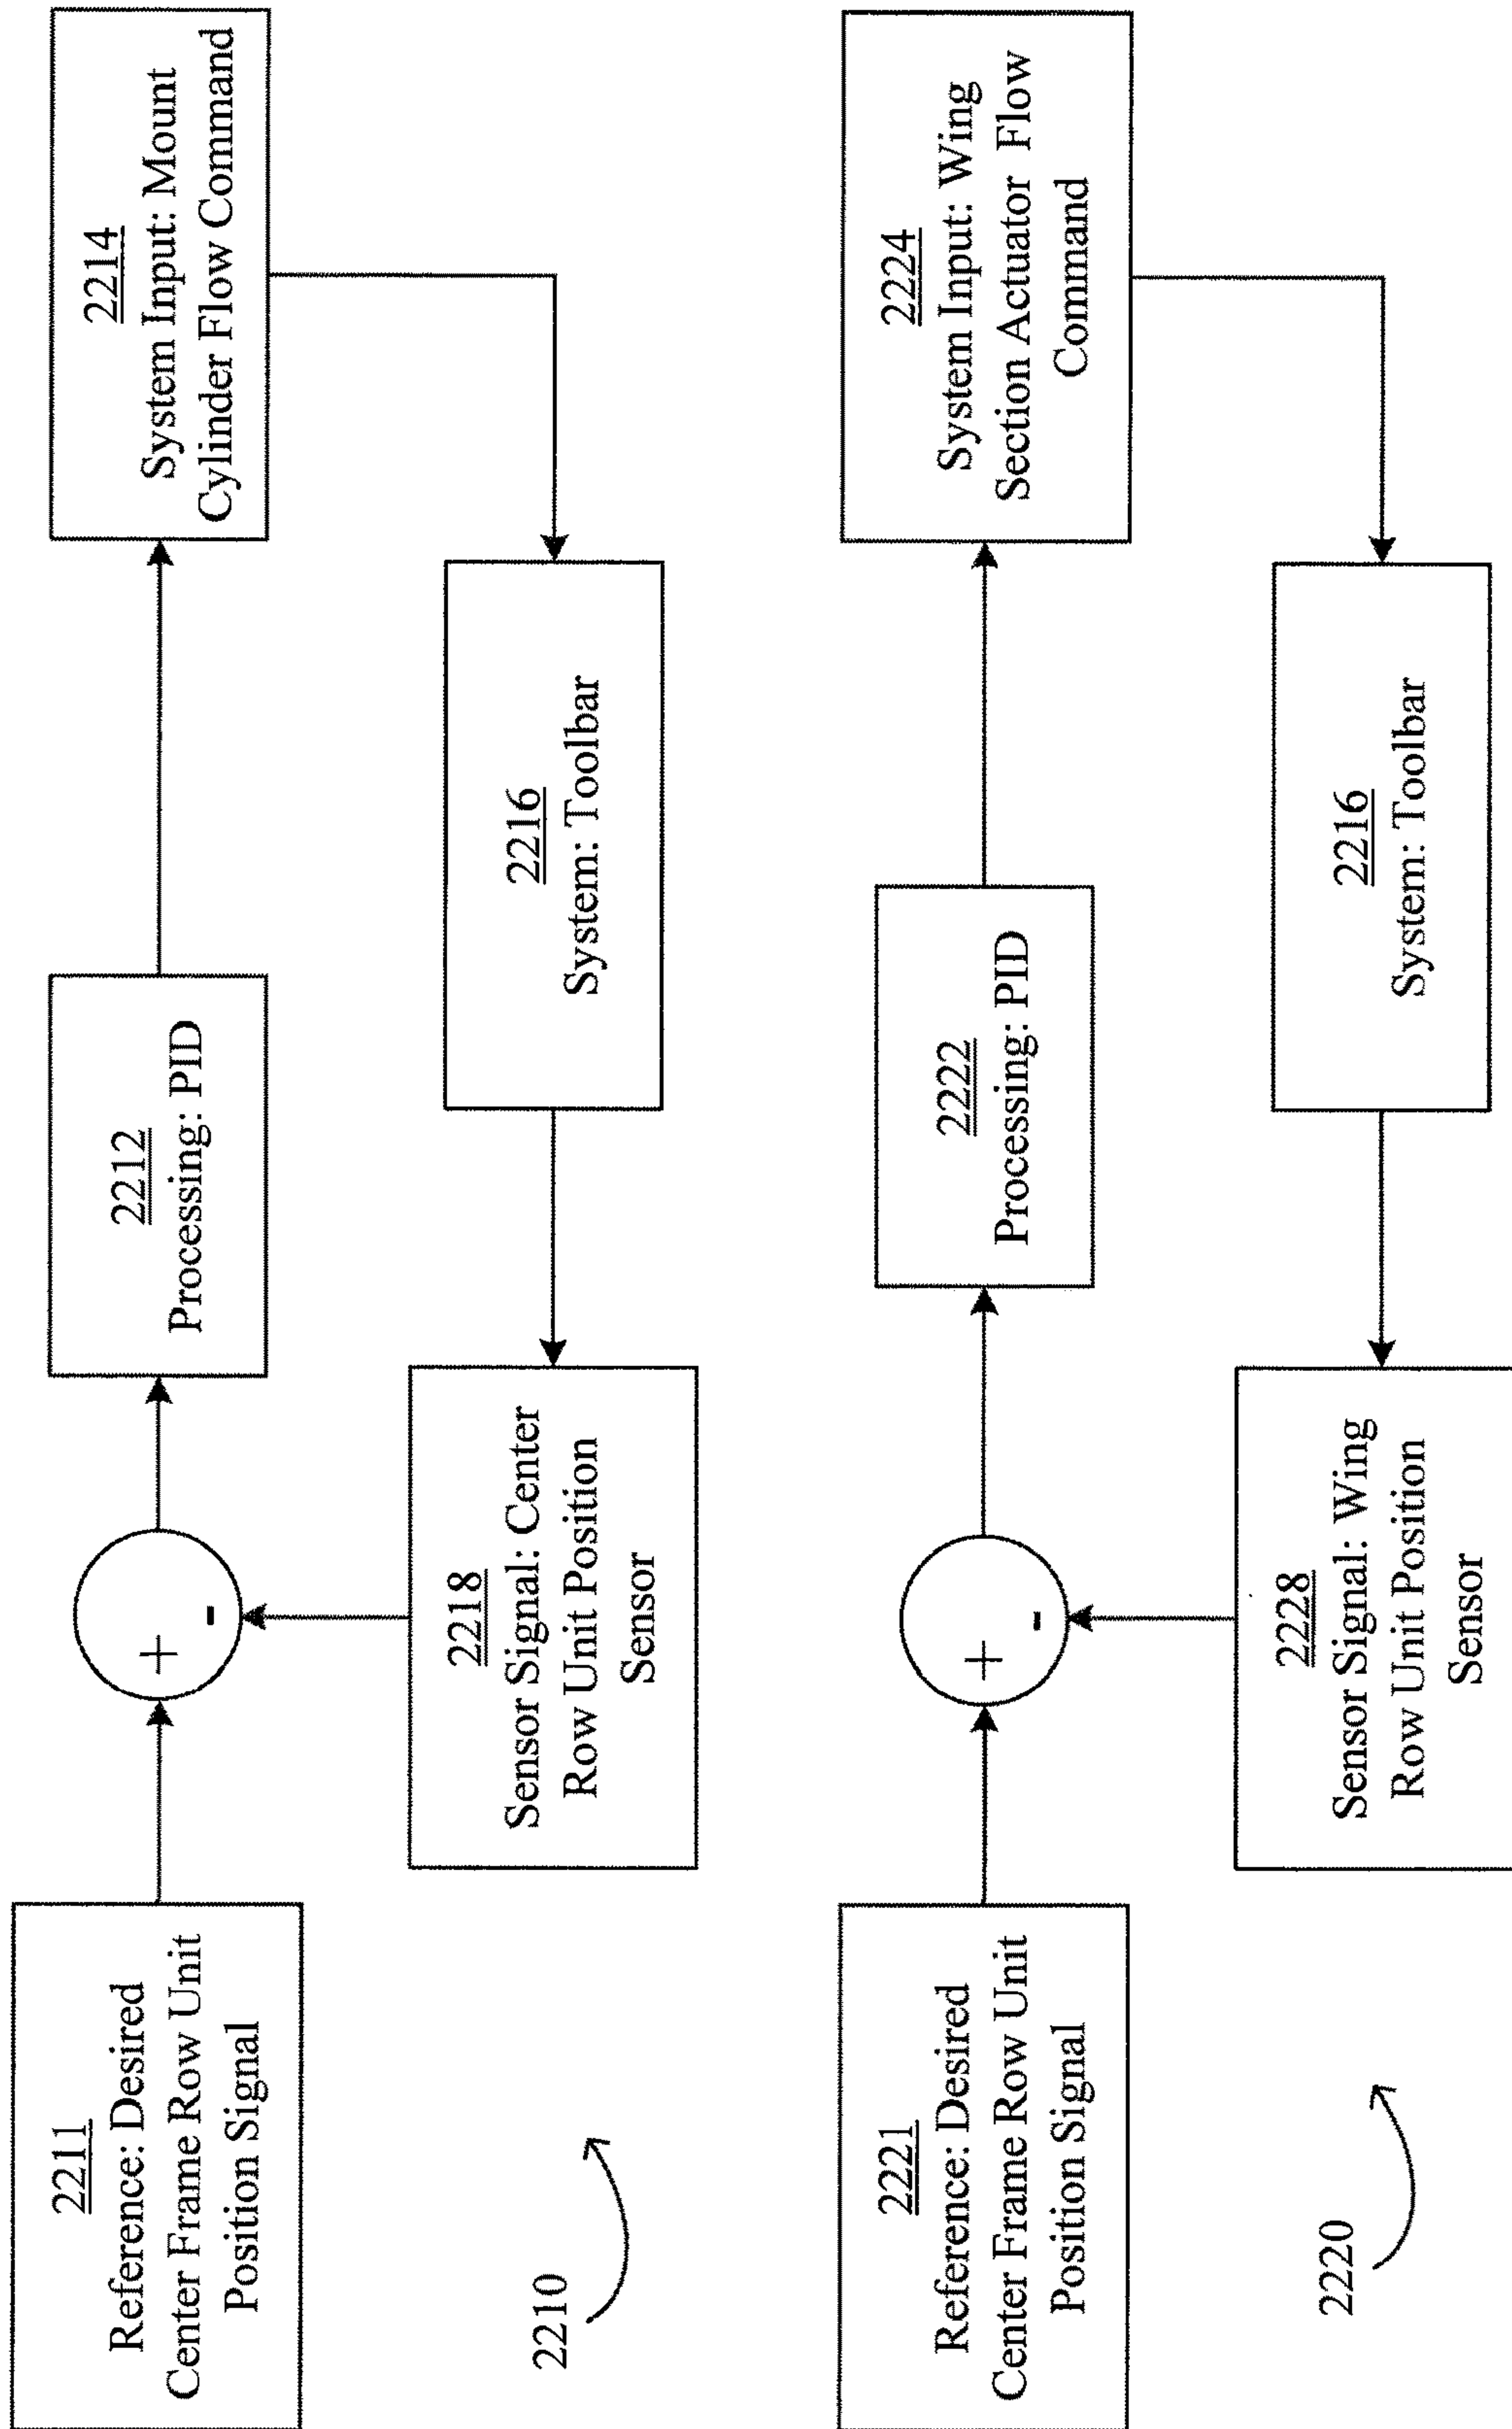 2211
Reference: Desired
Center Frame Row Unit
Position Signal
+
-
2212
Processing: PID
2214
System Input: Mount
Cylinder Flow Command
2218
Sensor Signal: Center
Row Unit Position
Sensor
2216
System: Toolbar
2210
2221
Reference: Desired
Center Frame Row Unit
Position Signal
+
-
2222
Processing: PID
2224
System Input: Wing
Section Actuator Flow
Command
2228
Sensor Signal: Wing
Row Unit Position
Sensor
2216
System: Toolbar
2220